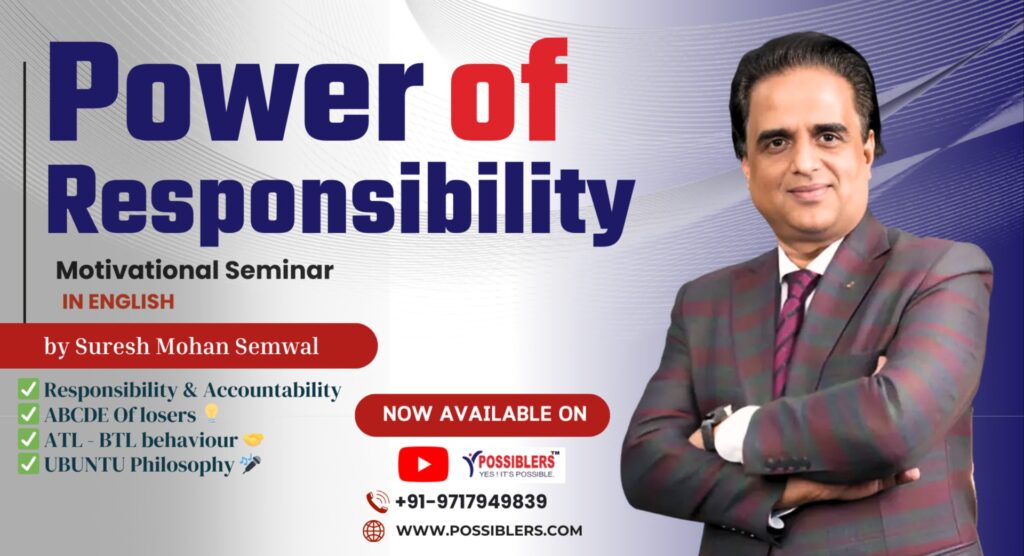 Power of
Responsibility
Motivational Seminar
IN ENGLISH
by Suresh Mohan Semwal
Responsibility & Accountability
ABCDE Of losers
ATL - BTL behaviour
UBUNTU Philosophy
NOW AVAILABLE ON
POSSIBLERS™
YES ! IT'S POSSIBLE.
+91-9717949839
WWW.POSSIBLERS.COM